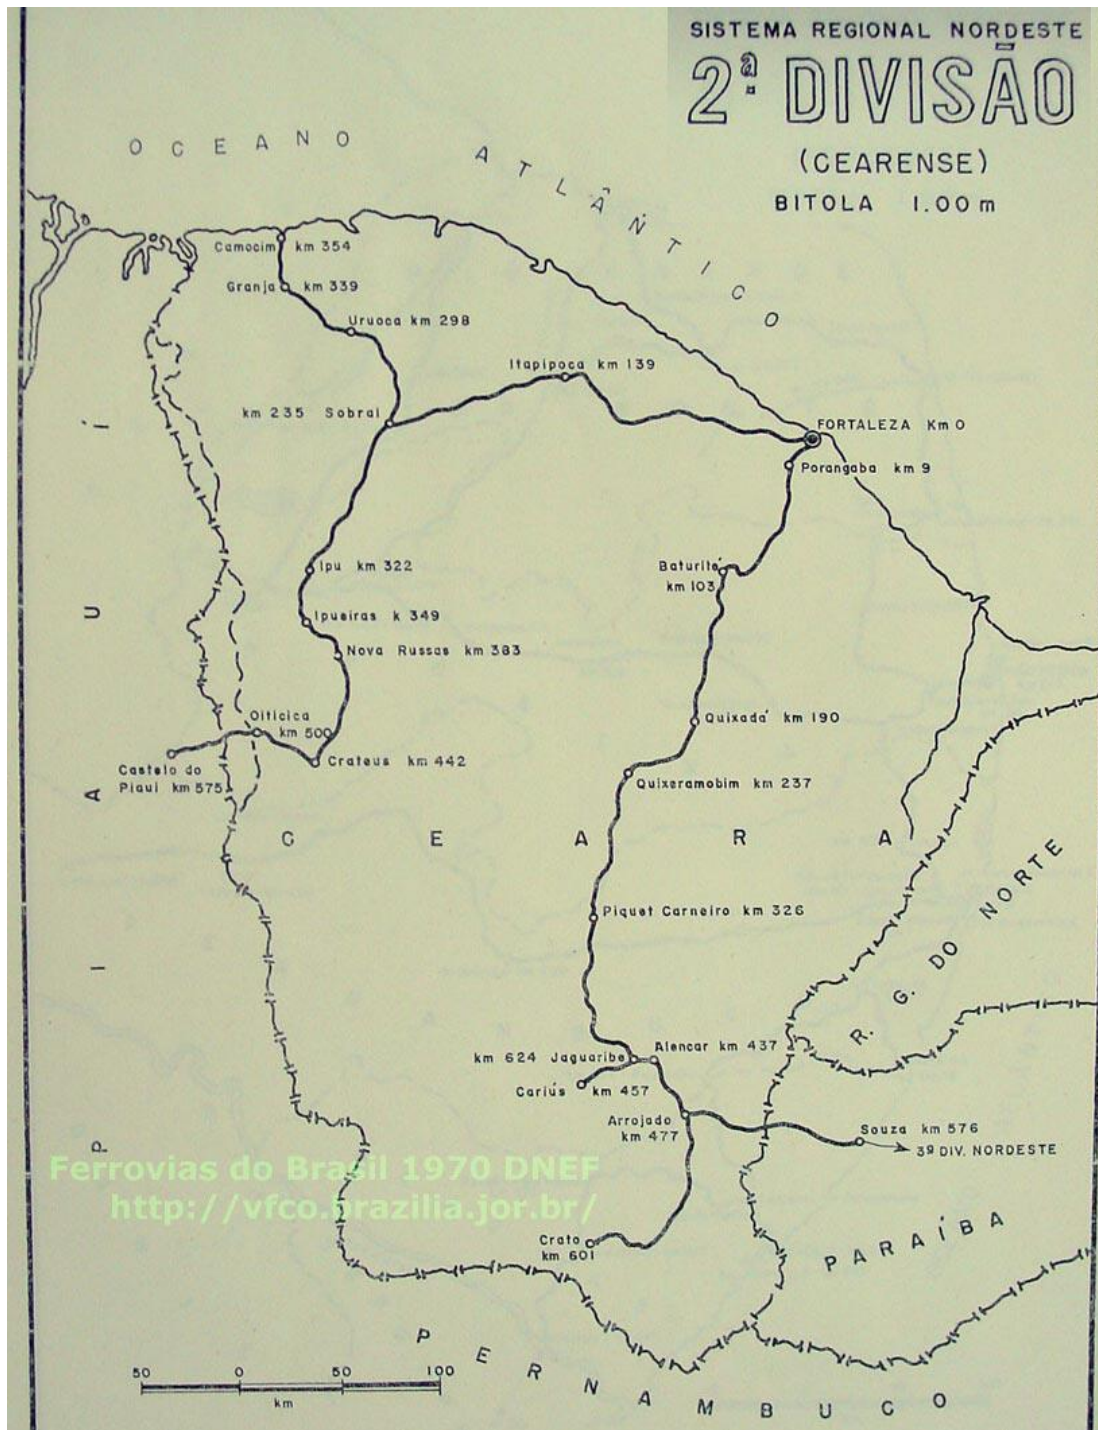 SISTEMA REGIONAL NORDESTE
2ª DIVISÃO
(CEARENSE)
BITOLA 1.00 m
OCEANO ATLÂNTICO
Camocim km 354
Granja km 339
Uruoca km 298
Itapipoca km 139
km 235 Sobral
FORTALEZA Km 0
Porangaba km 9
Ipu km 322
Baturité
km 103
Ipueiras k 349
Nova Russas km 383
Oiticica
km 500
Quixadá km 190
Crateus km 442
Castelo do
Piaui km 575
Quixeramobim km 237
PIAUÍ
CEARA
Piquet Carneiro km 326
R. G. DO NORTE
km 624 Jaguaribe
Alencar km 437
Cariús km 457
Arrojado
km 477
Souza km 576
3ª DIV. NORDESTE
Ferrovias do Brasil 1970 DNEF
http://vfco.brazilia.jor.br/
Crato
km 601
PARAÍBA
PERNAMBUCO
50 0 50 100
km